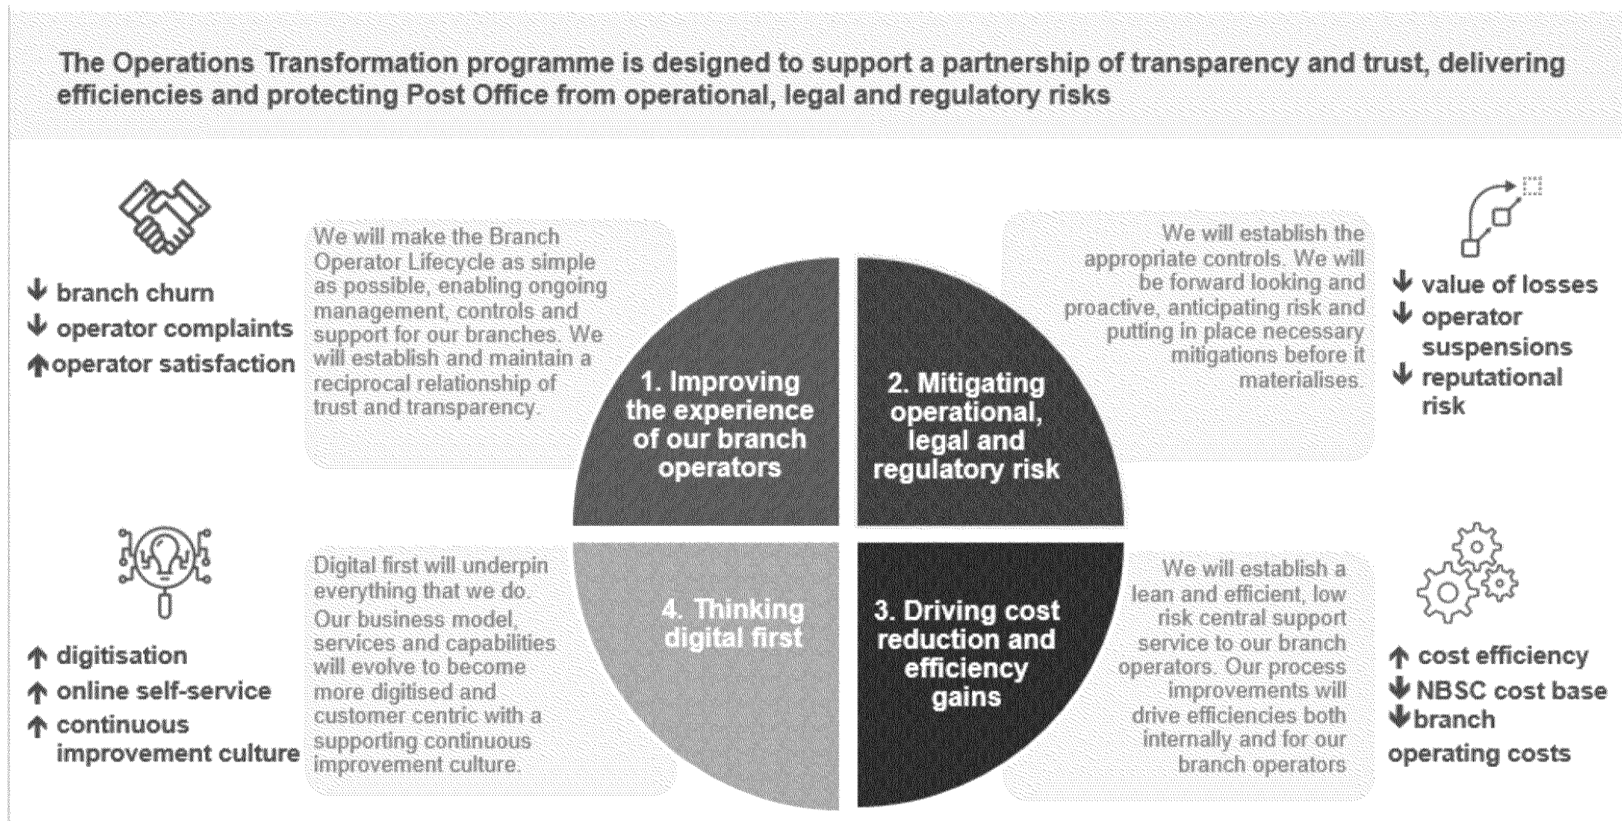 The Operations Transformation programme is designed to support a partnership of transparency and trust, delivering
efficiencies and protecting Post Office from operational, legal and regulatory risks
branch churn
operator complaints
operator satisfaction
We will make the Branch
Operator Lifecycle as simple
as possible, enabling ongoing
management, controls and
support for our branches. We
will establish and maintain a
reciprocal relationship of
trust and transparency.
1. Improving
the experience
of our branch
operators
2. Mitigating
operational,
legal and
regulatory risk
We will establish the
appropriate controls. We will
be forward looking and
proactive, anticipating risk and
putting in place necessary
mitigations before it
materialises.
value of losses
operator
suspensions
reputational
risk
digitisation
online self-service
continuous
improvement culture
Digital first will underpin
everything that we do.
Our business model,
services and capabilities
will evolve to become
more digitised and
customer centric with a
supporting continuous
improvement culture.
4. Thinking
digital first
3. Driving cost
reduction and
efficiency
gains
We will establish a
lean and efficient, low
risk central support
service to our branch
operators. Our process
improvements will
drive efficiencies both
internally and for our
branch operators
cost efficiency
NBSC cost base
branch
operating costs